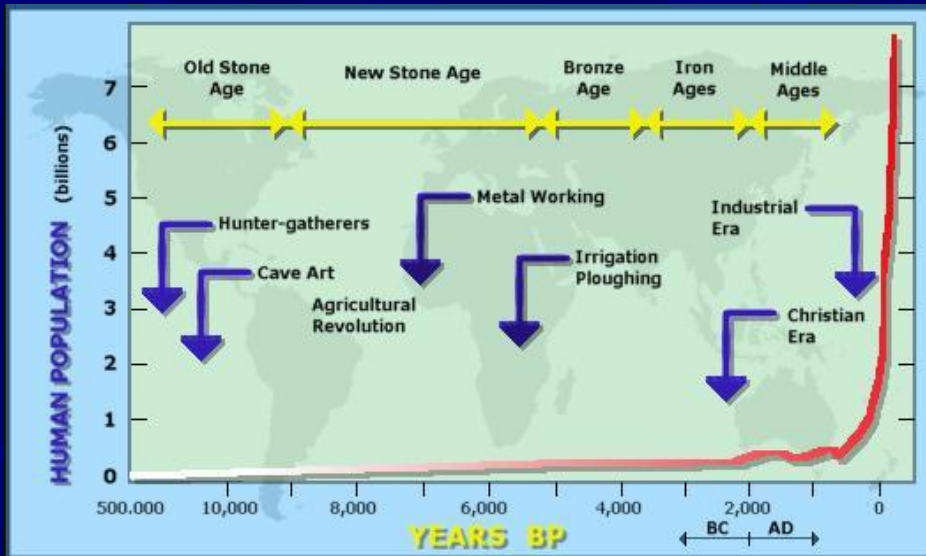 HUMAN POPULATION (billions)
7
6
5
4
3
2
1
0
Old Stone
Age
New Stone Age
Bronze
Age
Iron
Ages
Middle
Ages
Hunter-gatherers
Cave Art
Agricultural
Revolution
Metal Working
Irrigation
Ploughing
Industrial
Era
Christian
Era
500.000 10,000 8,000 6,000 4,000 2,000 0
YEARS BP
BC AD